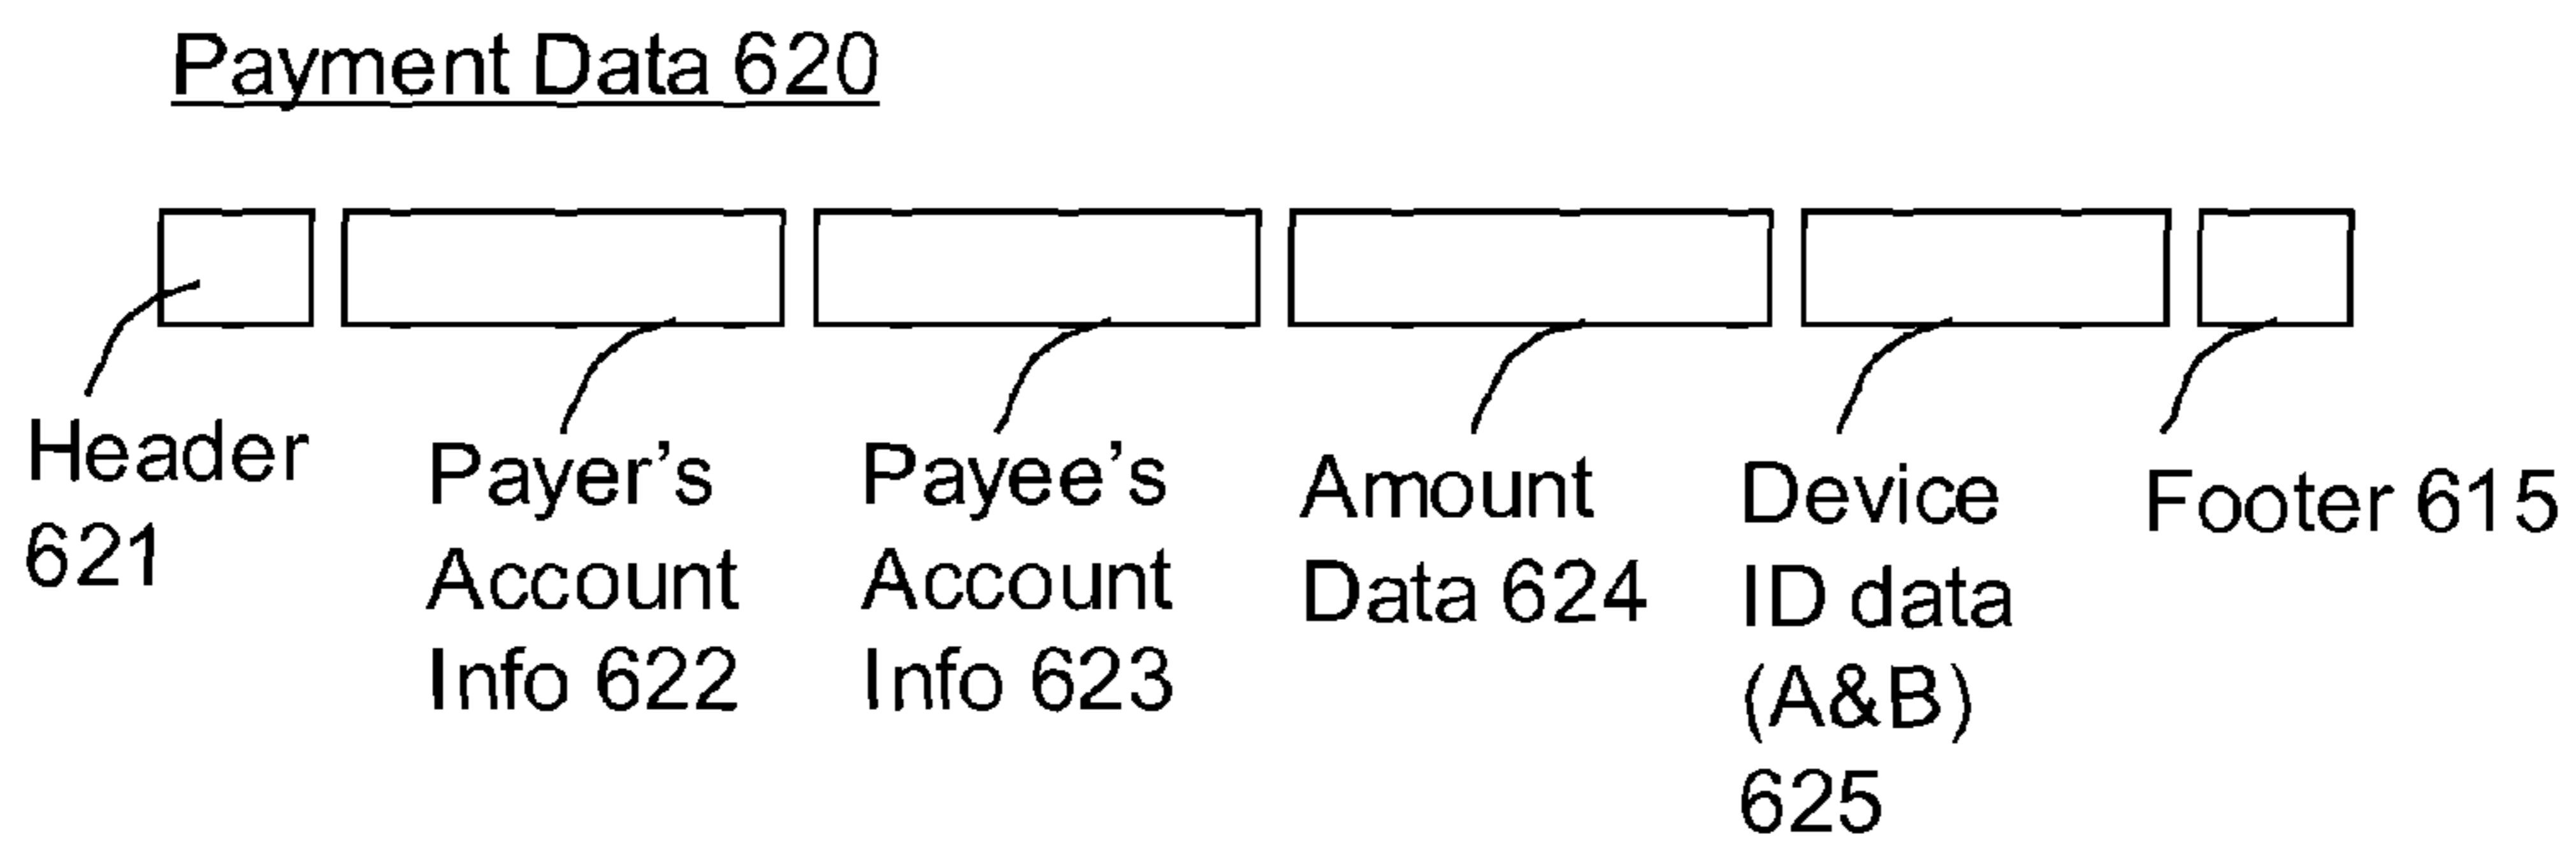 Payment Data 620
Header
621
Payer’s
Account
Info 622
Payee’s
Account
Info 623
Amount
Data 624
Device
ID data
(A&B)
625
Footer 615